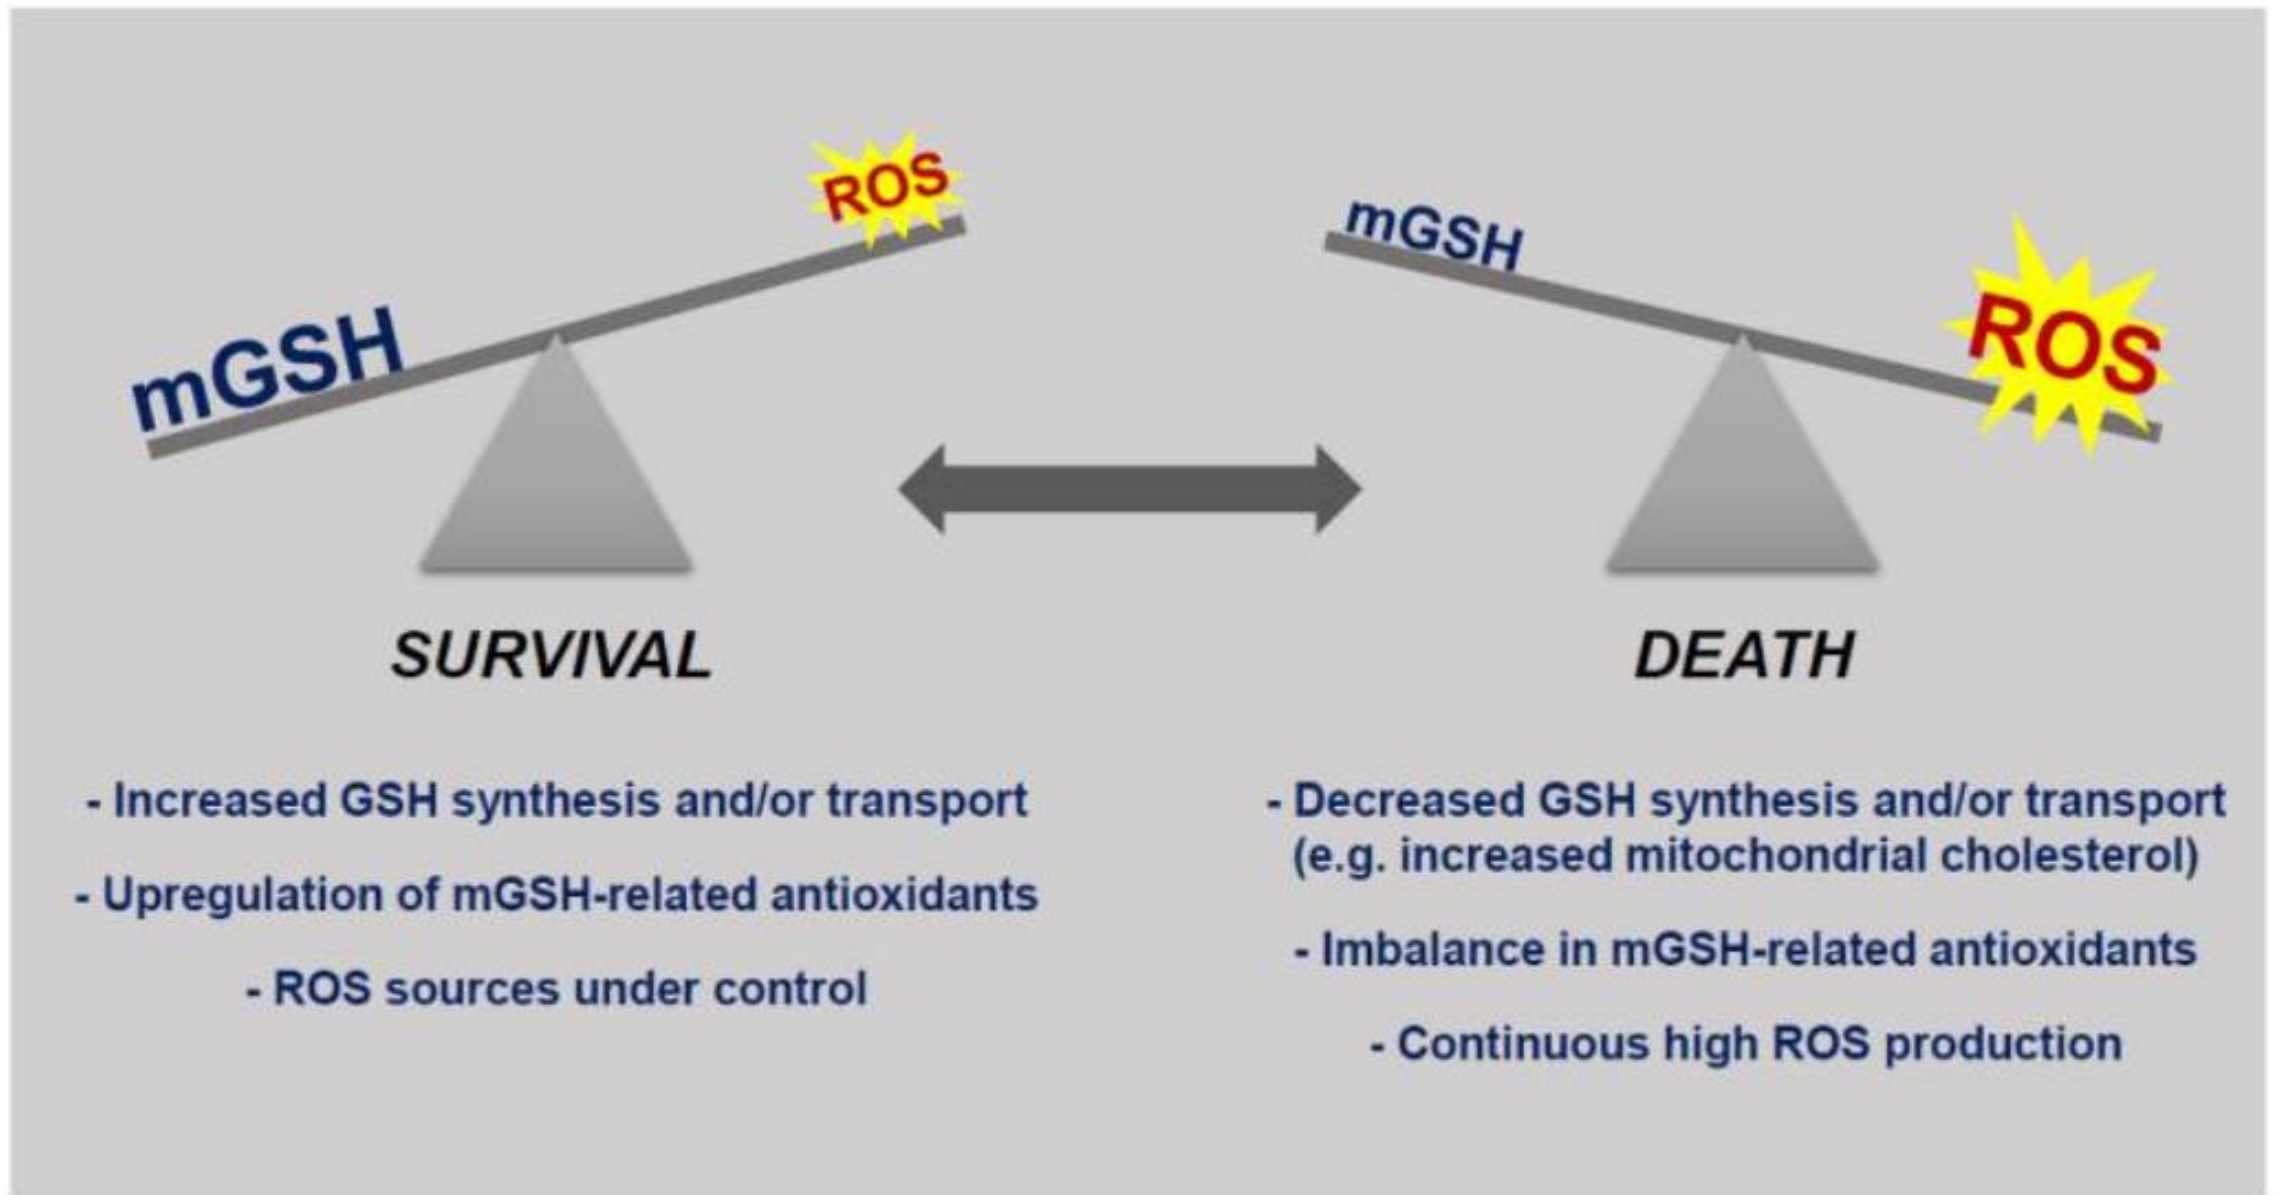 mGSH
ROS
mGSH
ROS
SURVIVAL
- Increased GSH synthesis and/or transport
- Upregulation of mGSH-related antioxidants
- ROS sources under control
DEATH
- Decreased GSH synthesis and/or transport
(e.g. increased mitochondrial cholesterol)
- Imbalance in mGSH-related antioxidants
- Continuous high ROS production